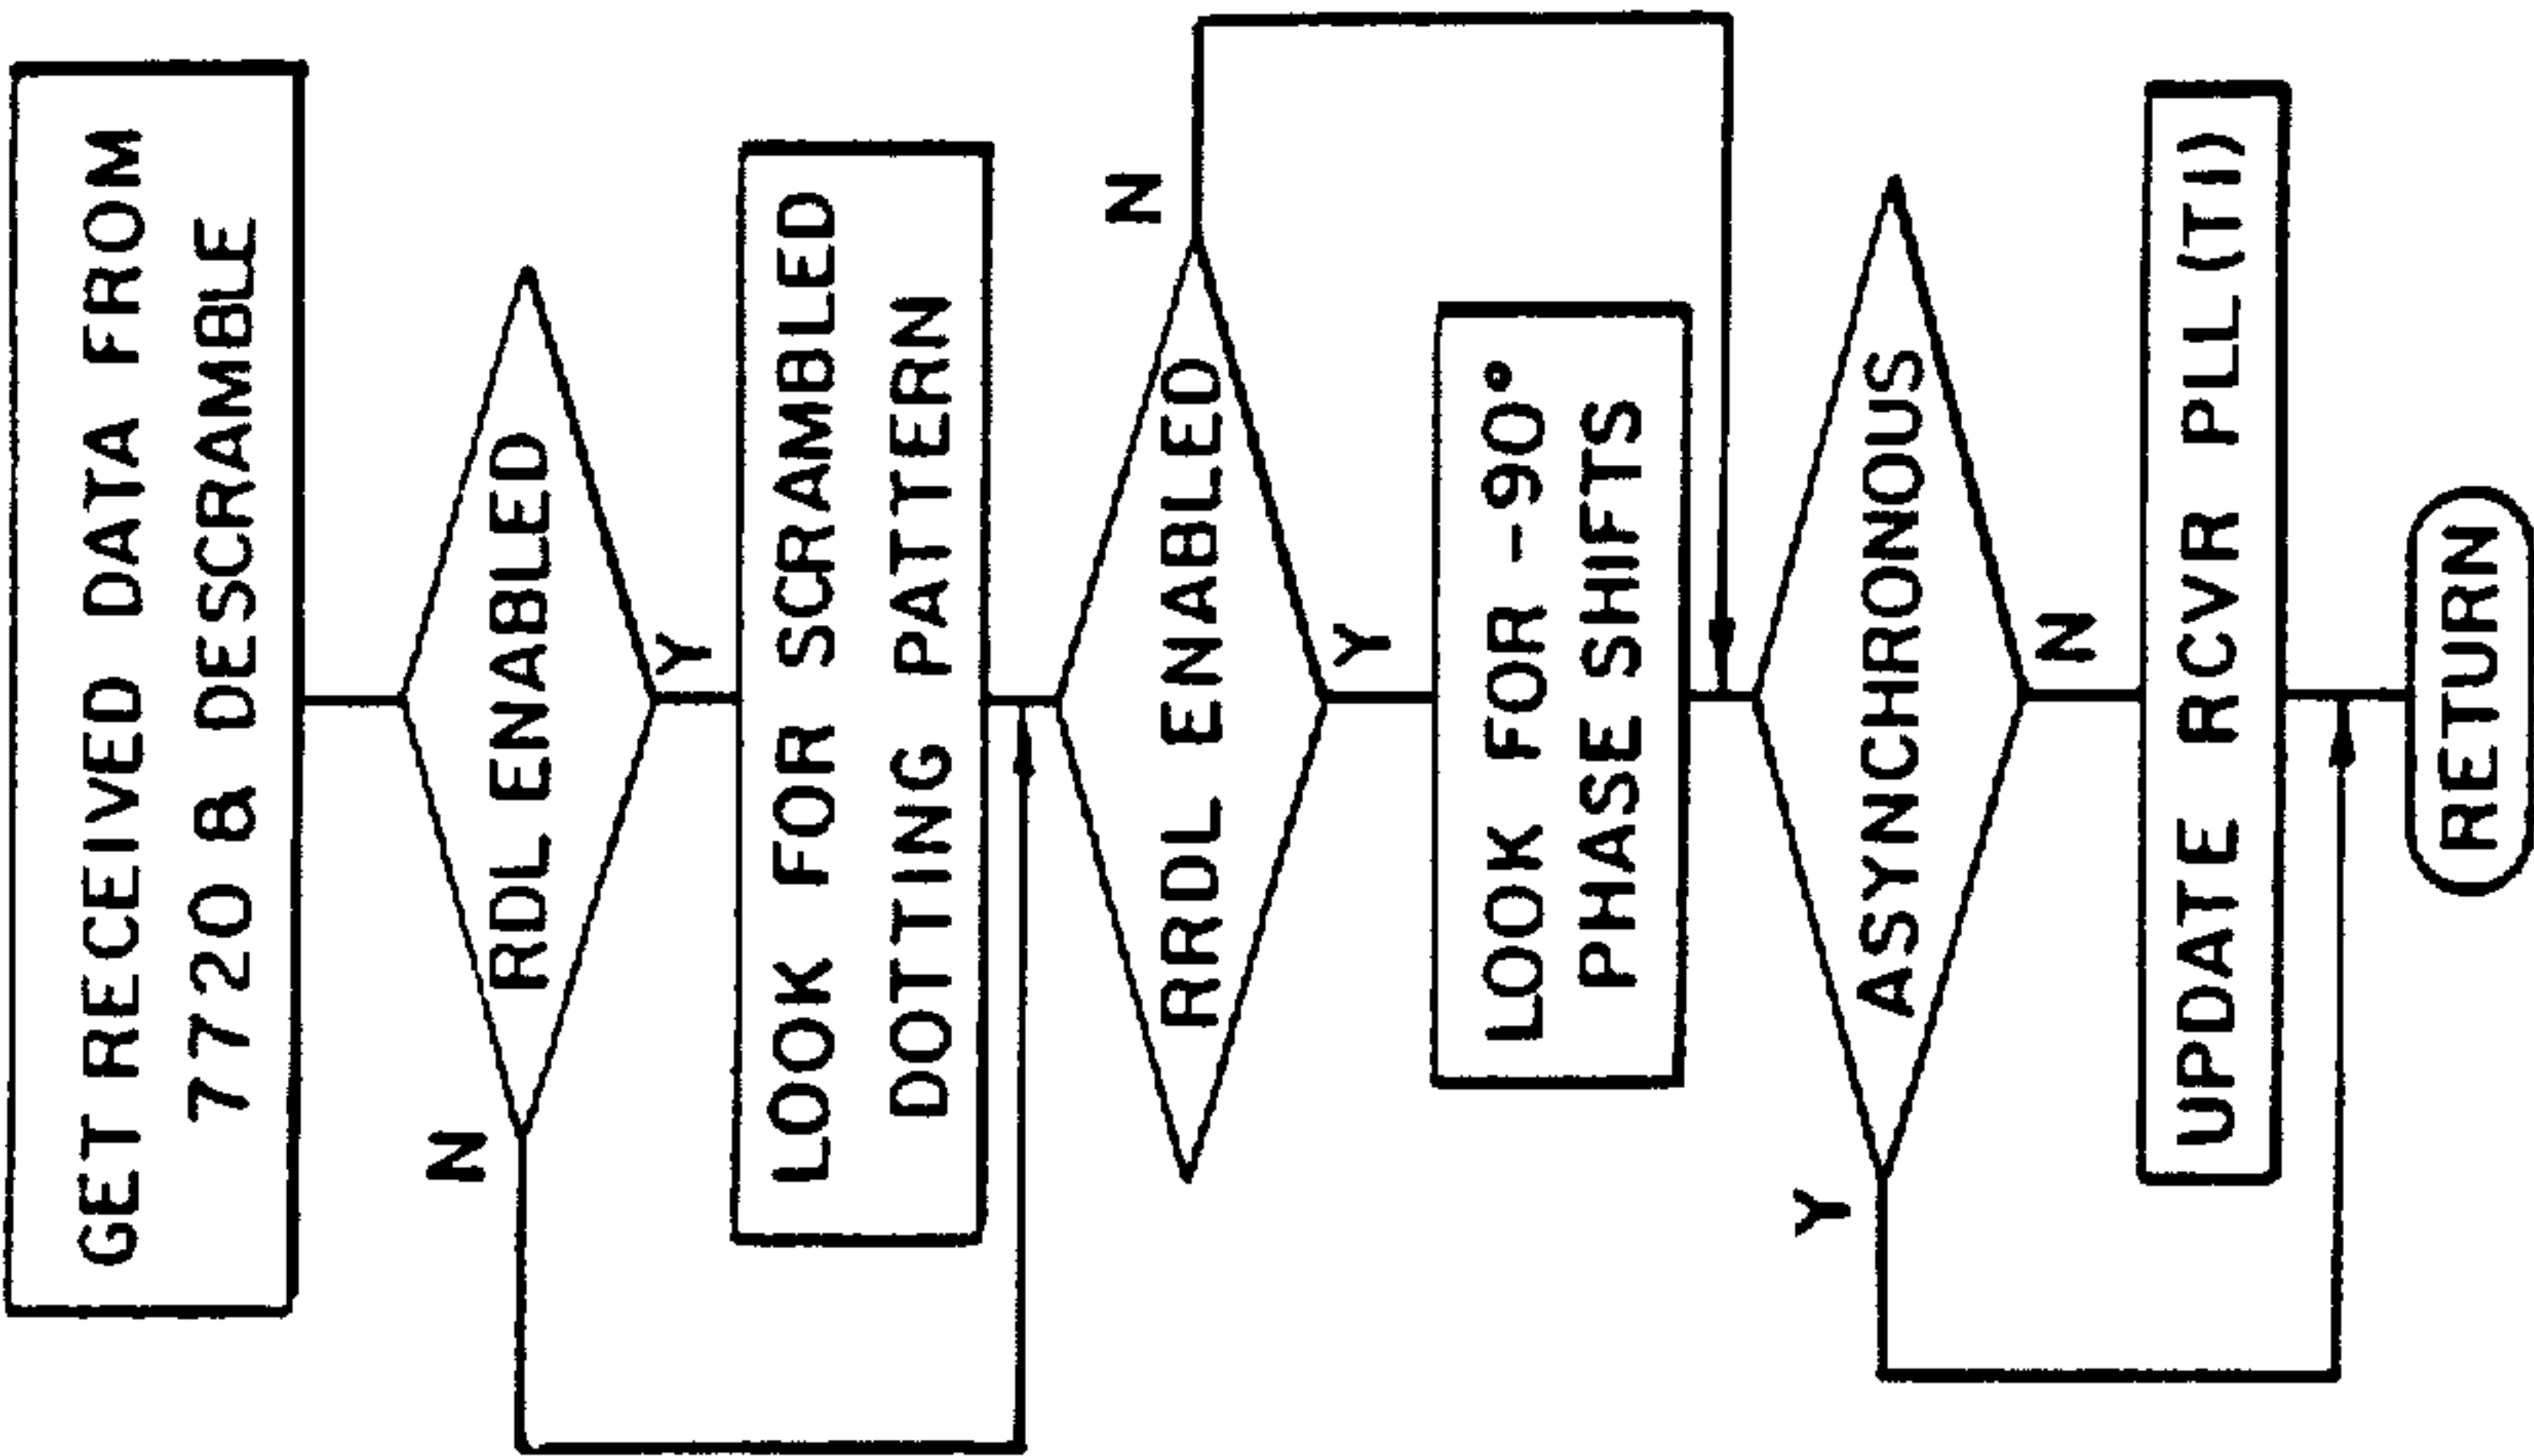 GET RECEIVED DATA FROM
7720 & DESCRAMBLE
RDL ENABLED
N
Y
LOOK FOR SCRAMBLED
DOTTING PATTERN
RRDL ENABLED
N
Y
LOOK FOR -90°
PHASE SHIFTS
ASYNCHRONOUS
Y
N
UPDATE RCVR PLL (TI)
RETURN